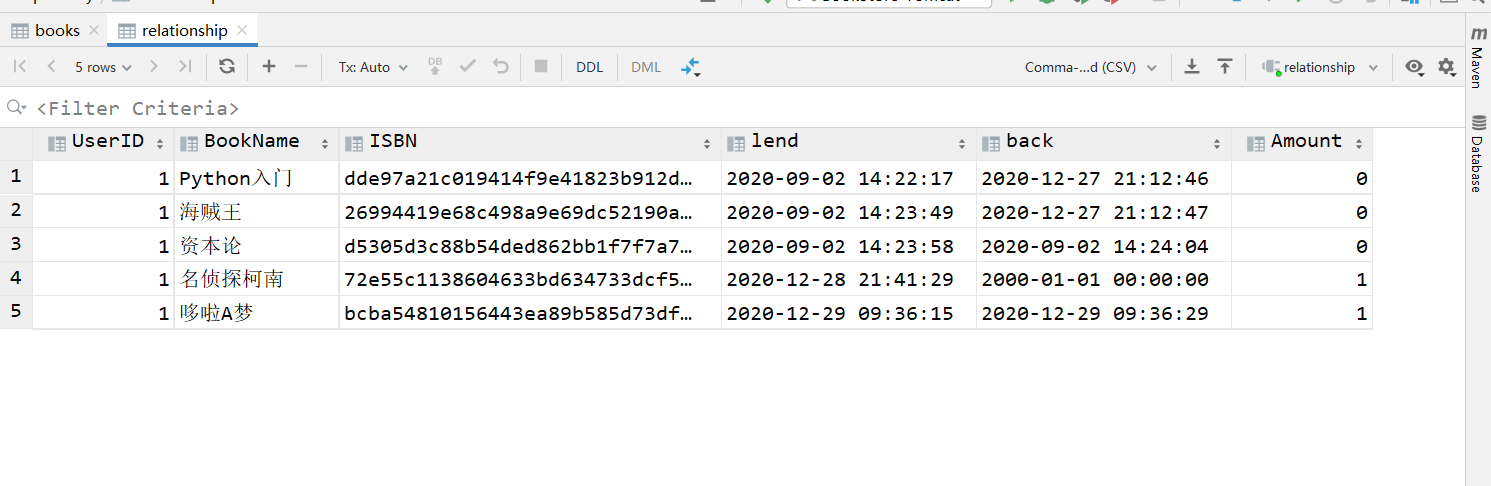 books
relationship
5 rows
Tx: Auto
DB
DDL
DML
Comma-...d (CSV)
relationship
Maven
Database
<Filter Criteria>
UserID BookName ISBN lend back Amount
1 1 Python入门 dde97a21c019414f9e41823b912d… 2020-09-02 14:22:17 2020-12-27 21:12:46 0
2 1 海贼王 26994419e68c498a9e69dc52190a… 2020-09-02 14:23:49 2020-12-27 21:12:47 0
3 1 资本论 d5305d3c88b54ded862bb1f7f7a7… 2020-09-02 14:23:58 2020-09-02 14:24:04 0
4 1 名侦探柯南 72e55c1138604633bd634733dcf5… 2020-12-28 21:41:29 2000-01-01 00:00:00 1
5 1 哆啦A梦 bcba54810156443ea89b585d73df… 2020-12-29 09:36:15 2020-12-29 09:36:29 1